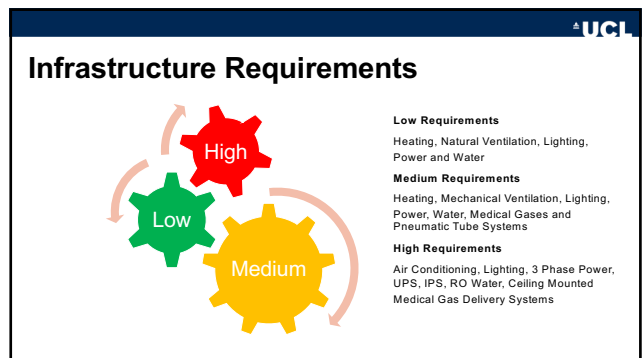 UCL
Infrastructure Requirements
High
Low
Medium
Low Requirements
Heating, Natural Ventilation, Lighting,
Power and Water
Medium Requirements
Heating, Mechanical Ventilation, Lighting,
Power, Water, Medical Gases and
Pneumatic Tube Systems
High Requirements
Air Conditioning, Lighting, 3 Phase Power,
UPS, IPS, RO Water, Ceiling Mounted
Medical Gas Delivery Systems